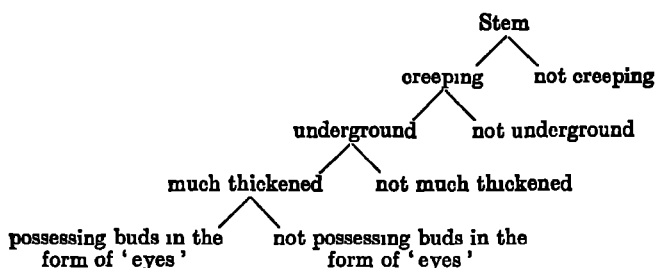 Stem
creeping not creeping
underground not underground
much thickened not much thickened
possessing buds in the not possessing buds in the
form of ‘eyes’ form of ‘eyes’